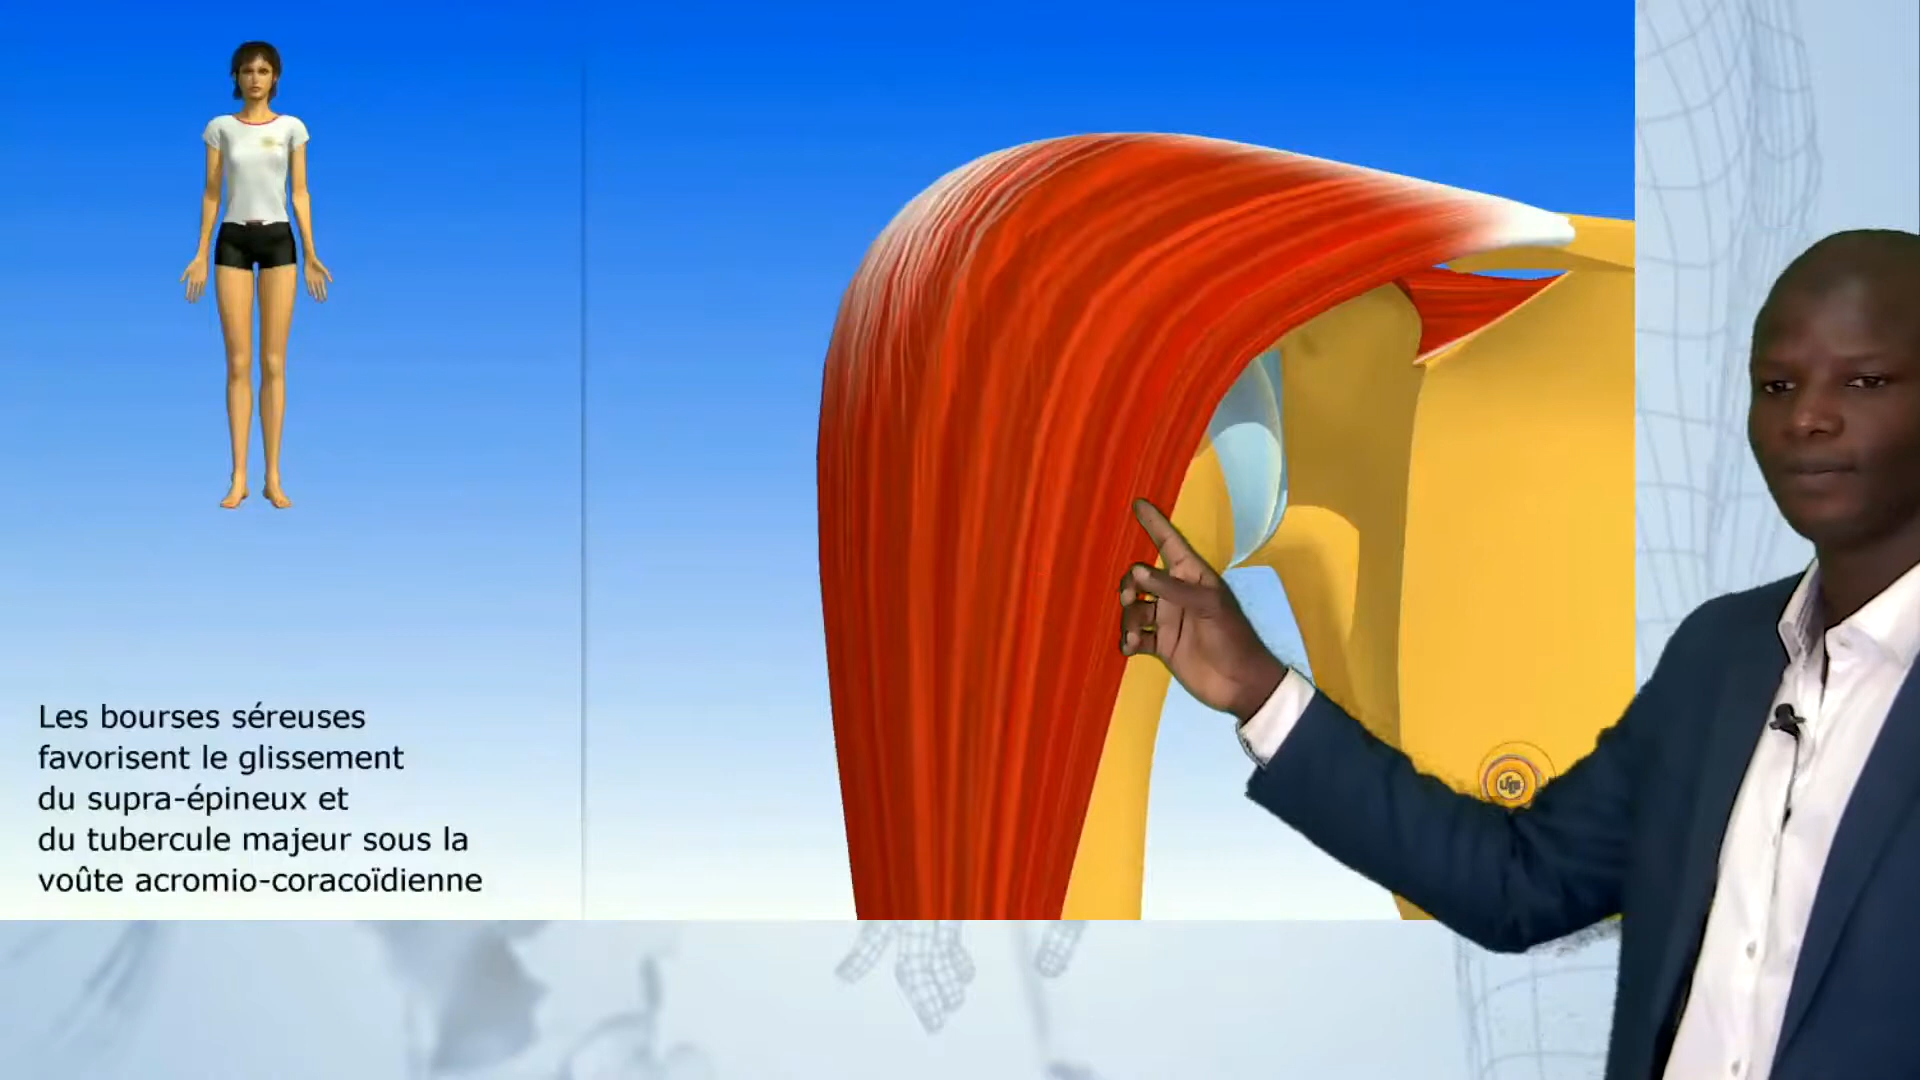 Les bourses séreuses
favorisent le glissement
du supra-épineux et
du tubercule majeur sous la
voûte acromio-coracoïdienne